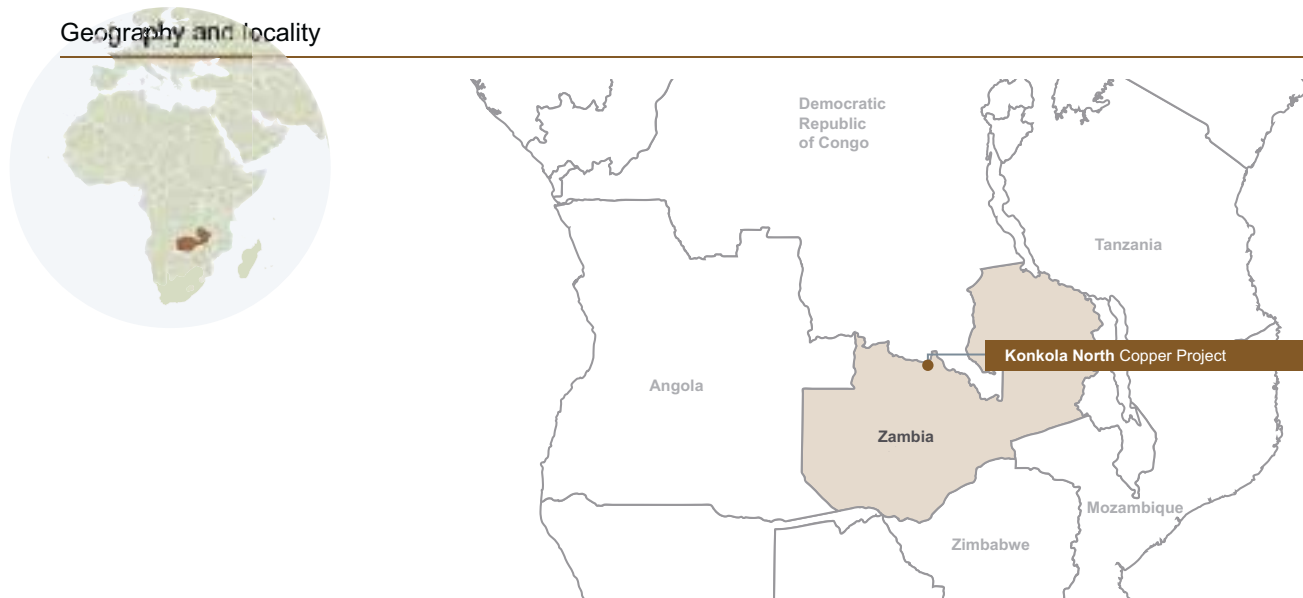 Geography and locality
Democratic
Republic
of Congo
Tanzania
Konkola North Copper Project
Angola
Zambia
Mozambique
Zimbabwe